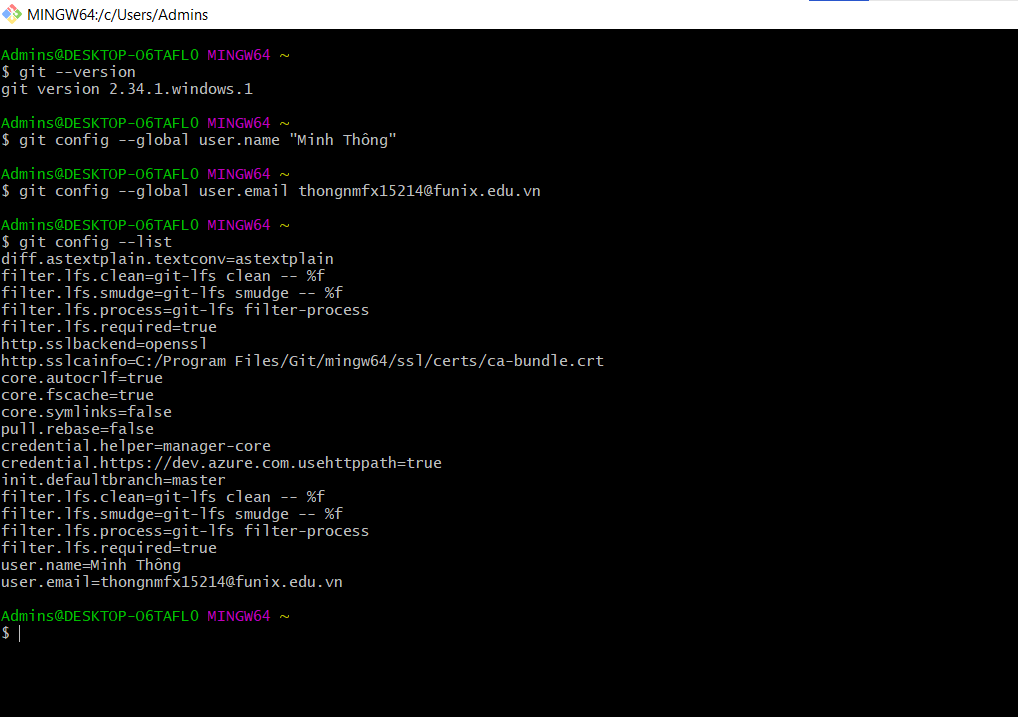 MINGW64:/c/Users/Admins
Admins@DESKTOP-O6TAFLO MINGW64 ~
$ git --version
git version 2.34.1.windows.1
Admins@DESKTOP-O6TAFLO MINGW64 ~
$ git config --global user.name "Minh Thông"
Admins@DESKTOP-O6TAFLO MINGW64 ~
$ git config --global user.email thongnmfx15214@funix.edu.vn
Admins@DESKTOP-O6TAFLO MINGW64 ~
$ git config --list
diff.astextplain.textconv=astextplain
filter.lfs.clean=git-lfs clean -- %f
filter.lfs.smudge=git-lfs smudge -- %f
filter.lfs.process=git-lfs filter-process
filter.lfs.required=true
http.sslbackend=openssl
http.sslcainfo=C:/Program Files/Git/mingw64/ssl/certs/ca-bundle.crt
core.autocrlf=true
core.fscache=true
core.symlinks=false
pull.rebase=false
credential.helper=manager-core
credential.https://dev.azure.com.usehttppath=true
init.defaultbranch=master
filter.lfs.clean=git-lfs clean -- %f
filter.lfs.smudge=git-lfs smudge -- %f
filter.lfs.process=git-lfs filter-process
filter.lfs.required=true
user.name=Minh Thông
user.email=thongnmfx15214@funix.edu.vn
Admins@DESKTOP-O6TAFLO MINGW64 ~
$